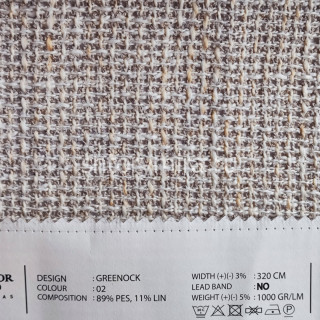 DESIGN : GREENOCK
COLOUR : 02
COMPOSITION : 89% PES, 11% LIN
WIDTH (+)(-) 3% : 320 CM
LEAD BAND : NO
WEIGHT (+)(-) 5% : 1000 GR/LM